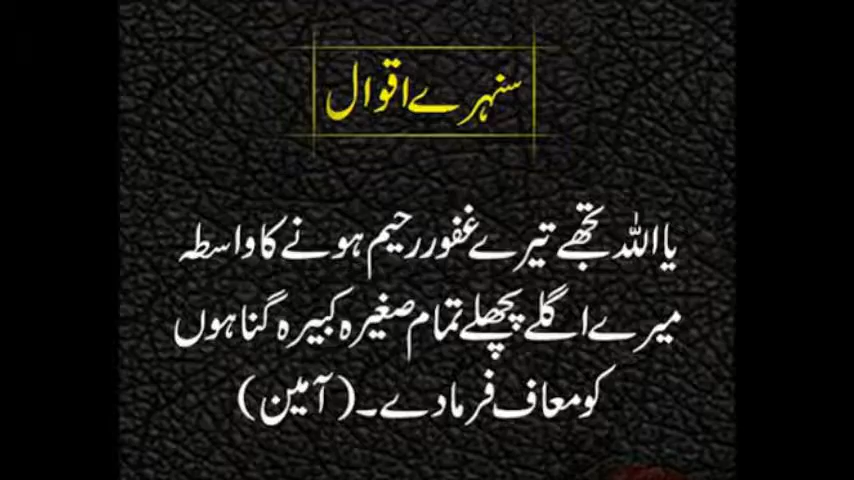 سنہرے اقوال
یا اللہ تجھے تیرے غفور رحیم ہونے کا واسطہ
میرے اگلے پچھلے تمام صغیرہ کبیرہ گناہوں
کو معاف فرما دے۔ (آمین)